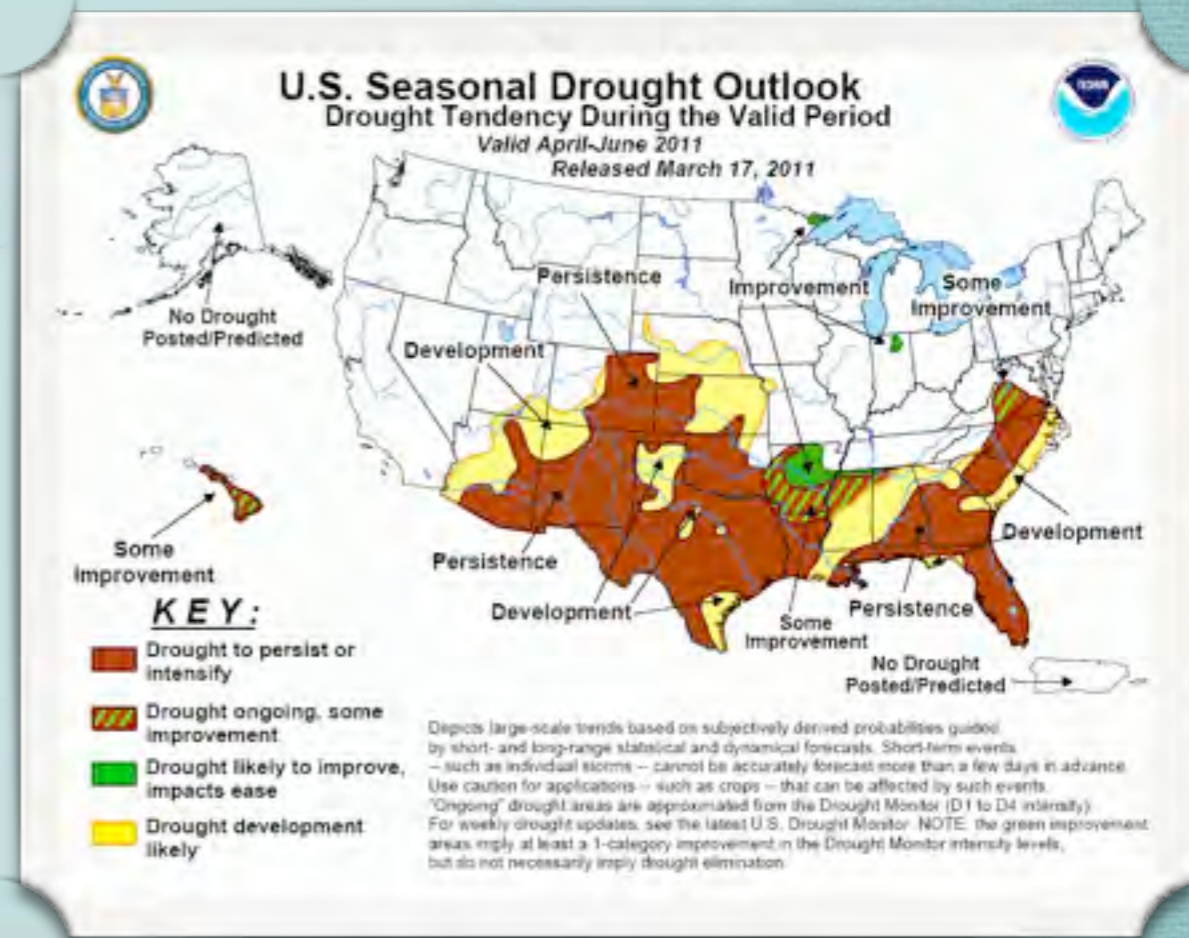 U.S. Seasonal Drought Outlook
Drought Tendency During the Valid Period
Valid April-June 2011
Released March 17, 2011
NOAA
Persistence
Improvement
Some
Improvement
No Drought
Posted/Predicted
Development
Some
Improvement
Persistence
Development
Development
Some
Improvement
Persistence
No Drought
Posted/Predicted
KEY:
Drought to persist or
intensify
Drought ongoing, some
improvement
Drought likely to improve,
impacts ease
Drought development
likely
Depicts large-scale trends based on subjectively derived probabilities guided
by short- and long-range statistical and dynamical forecasts. Short-term events
-- such as individual storms -- cannot be accurately forecast more than a few days in advance.
Use caution for applications -- such as crops -- that can be affected by such events.
"Ongoing" drought areas are approximated from the Drought Monitor (D1 to D4 intensity).
For weekly drought updates, see the latest U.S. Drought Monitor. NOTE: the green improvement
areas imply at least a 1-category improvement in the Drought Monitor intensity levels,
but do not necessarily imply drought elimination.